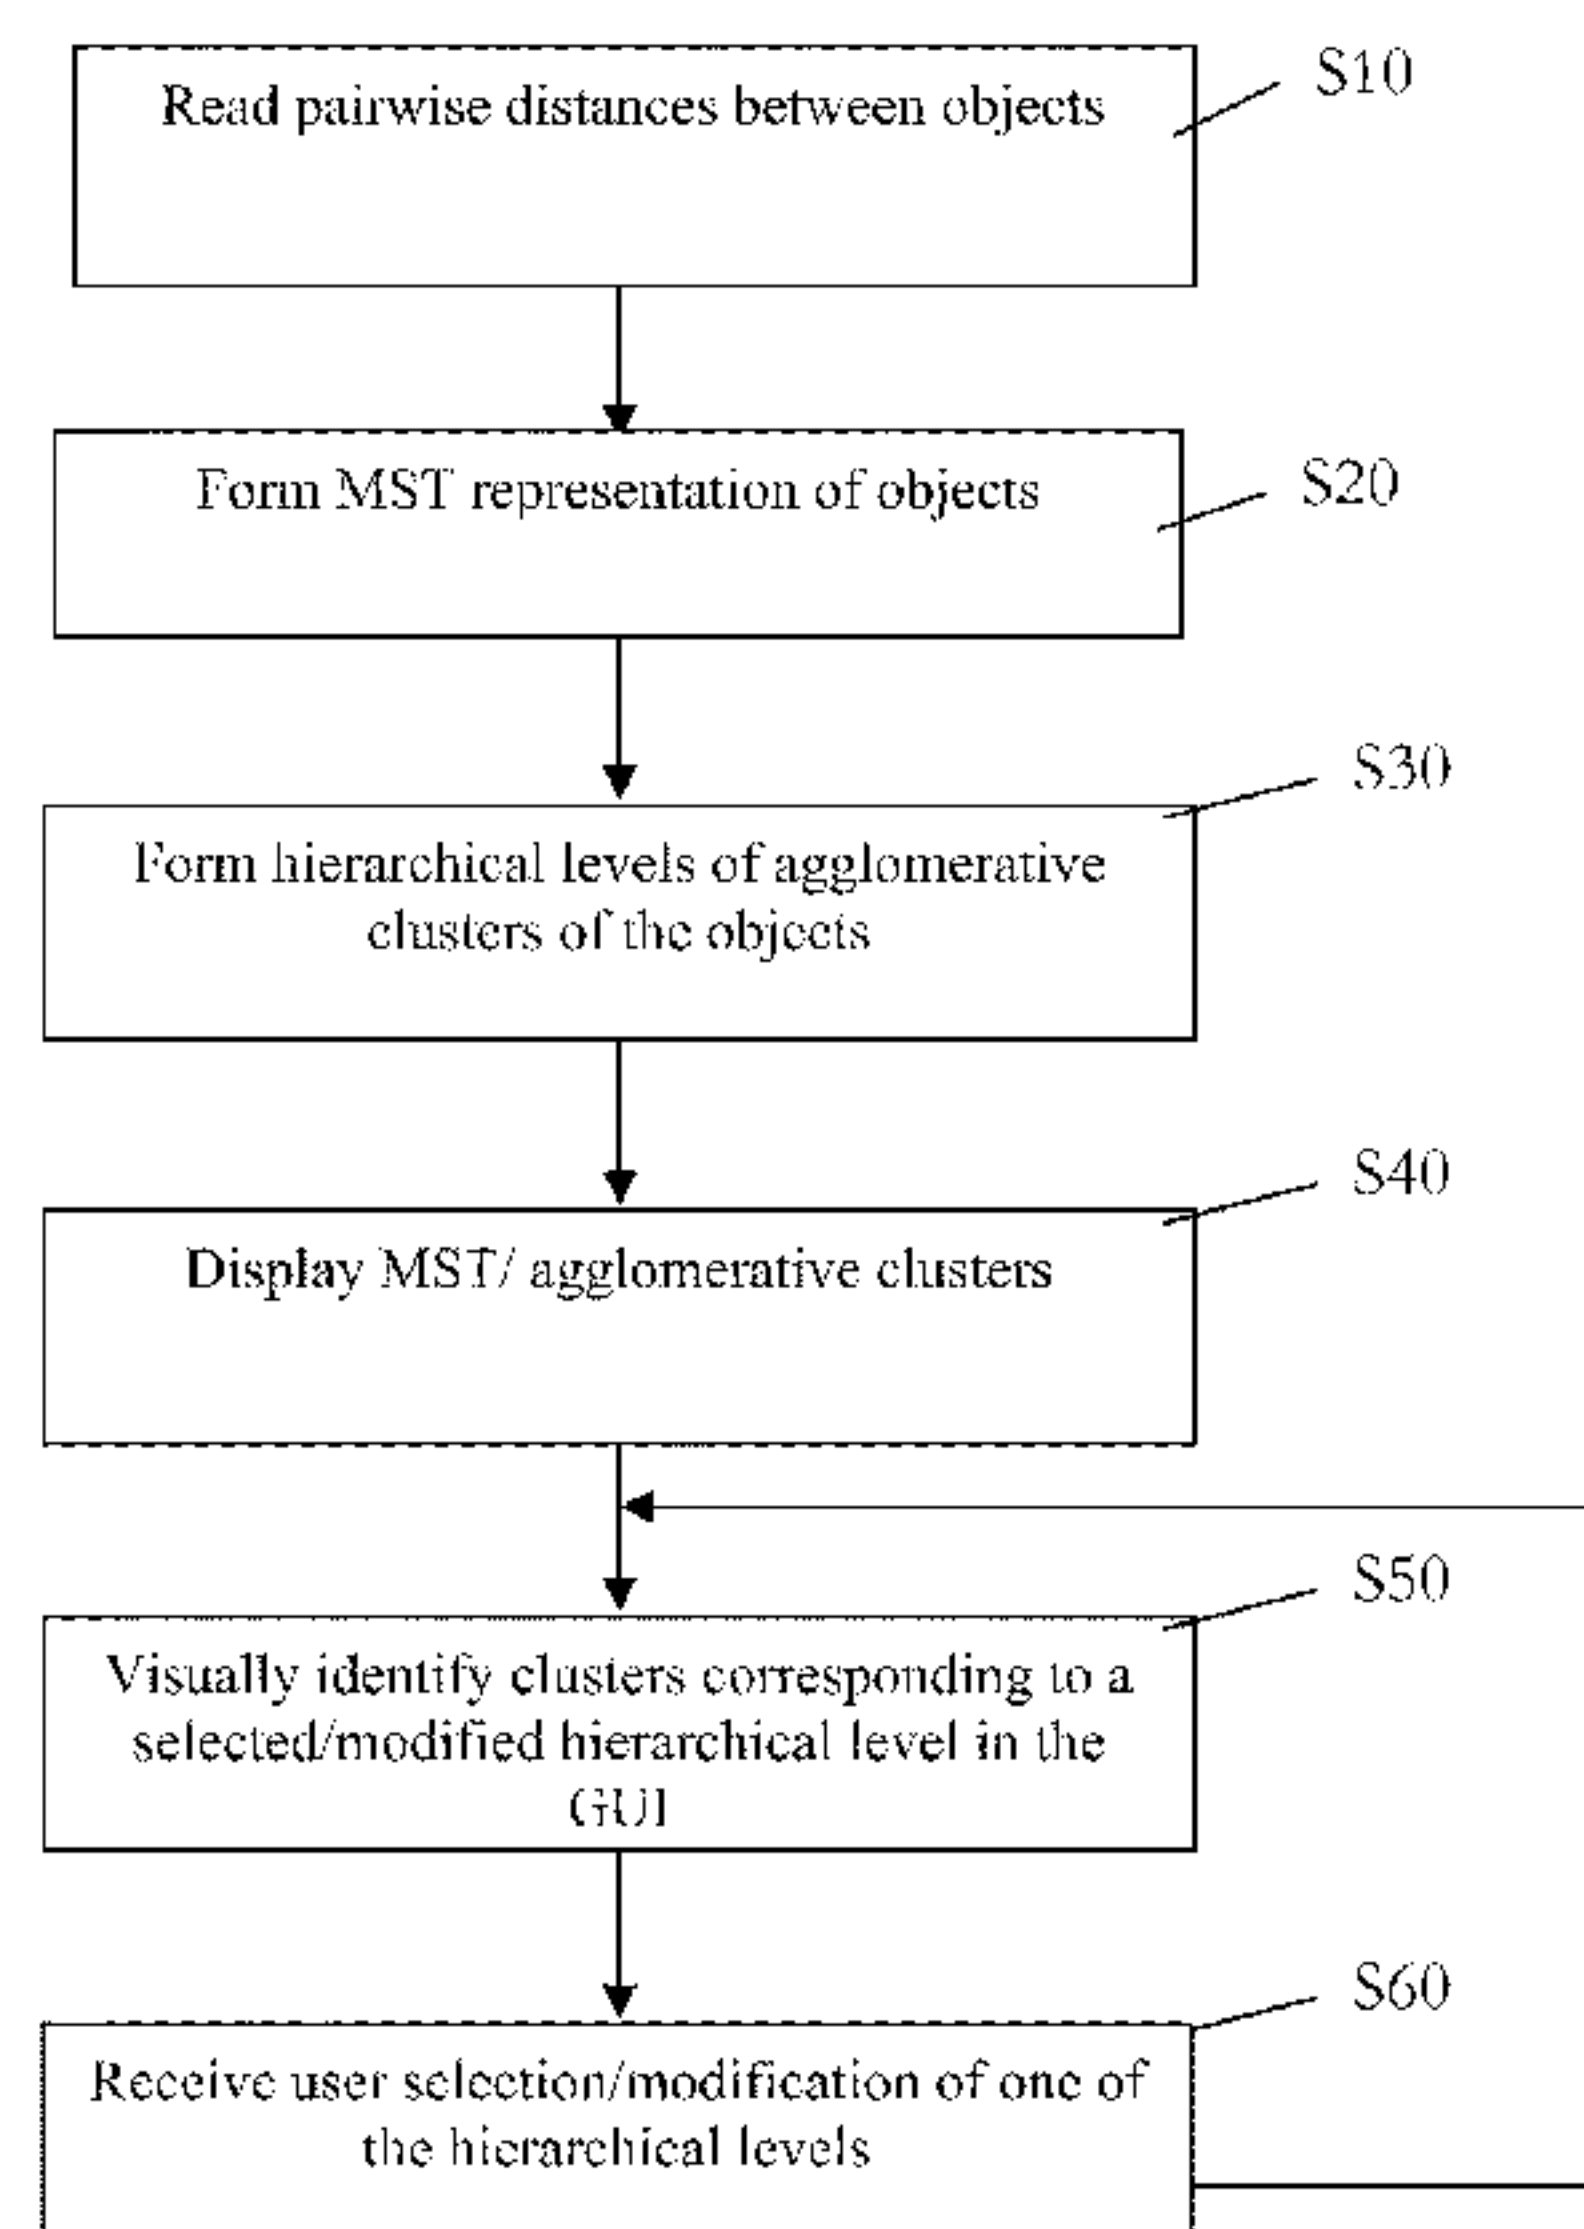 Read pairwise distances between objects
S10
Form MST representation of objects
S20
S30
Form hierarchical levels of agglomerative
clusters of the objects
S40
Display MST/ agglomerative clusters
S50
Visually identify clusters corresponding to a
selected/modified hierarchical level in the
GUI
S60
Receive user selection/modification of one of
the hierarchical levels